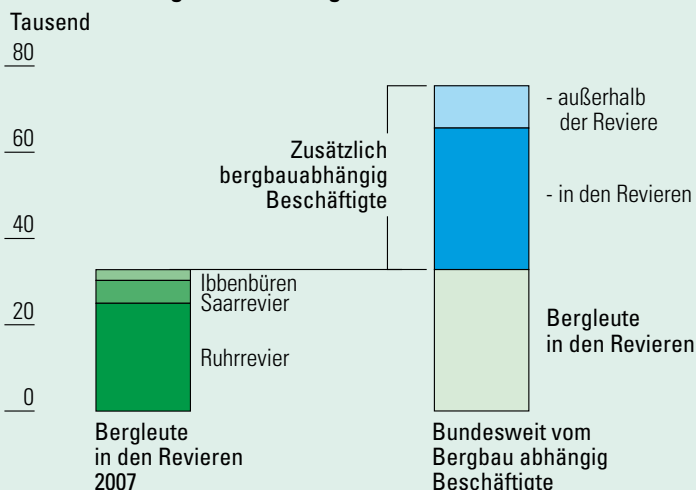 Tausend
80
60
40
20
0
Zusätzlich
bergbauabhängig
Beschäftigte
- außerhalb
der Reviere
- in den Revieren
Ibbenbüren
Saarrevier
Ruhrrevier
Bergleute
in den Revieren
Bergleute
in den Revieren
2007
Bundesweit vom
Bergbau abhängig
Beschäftigte